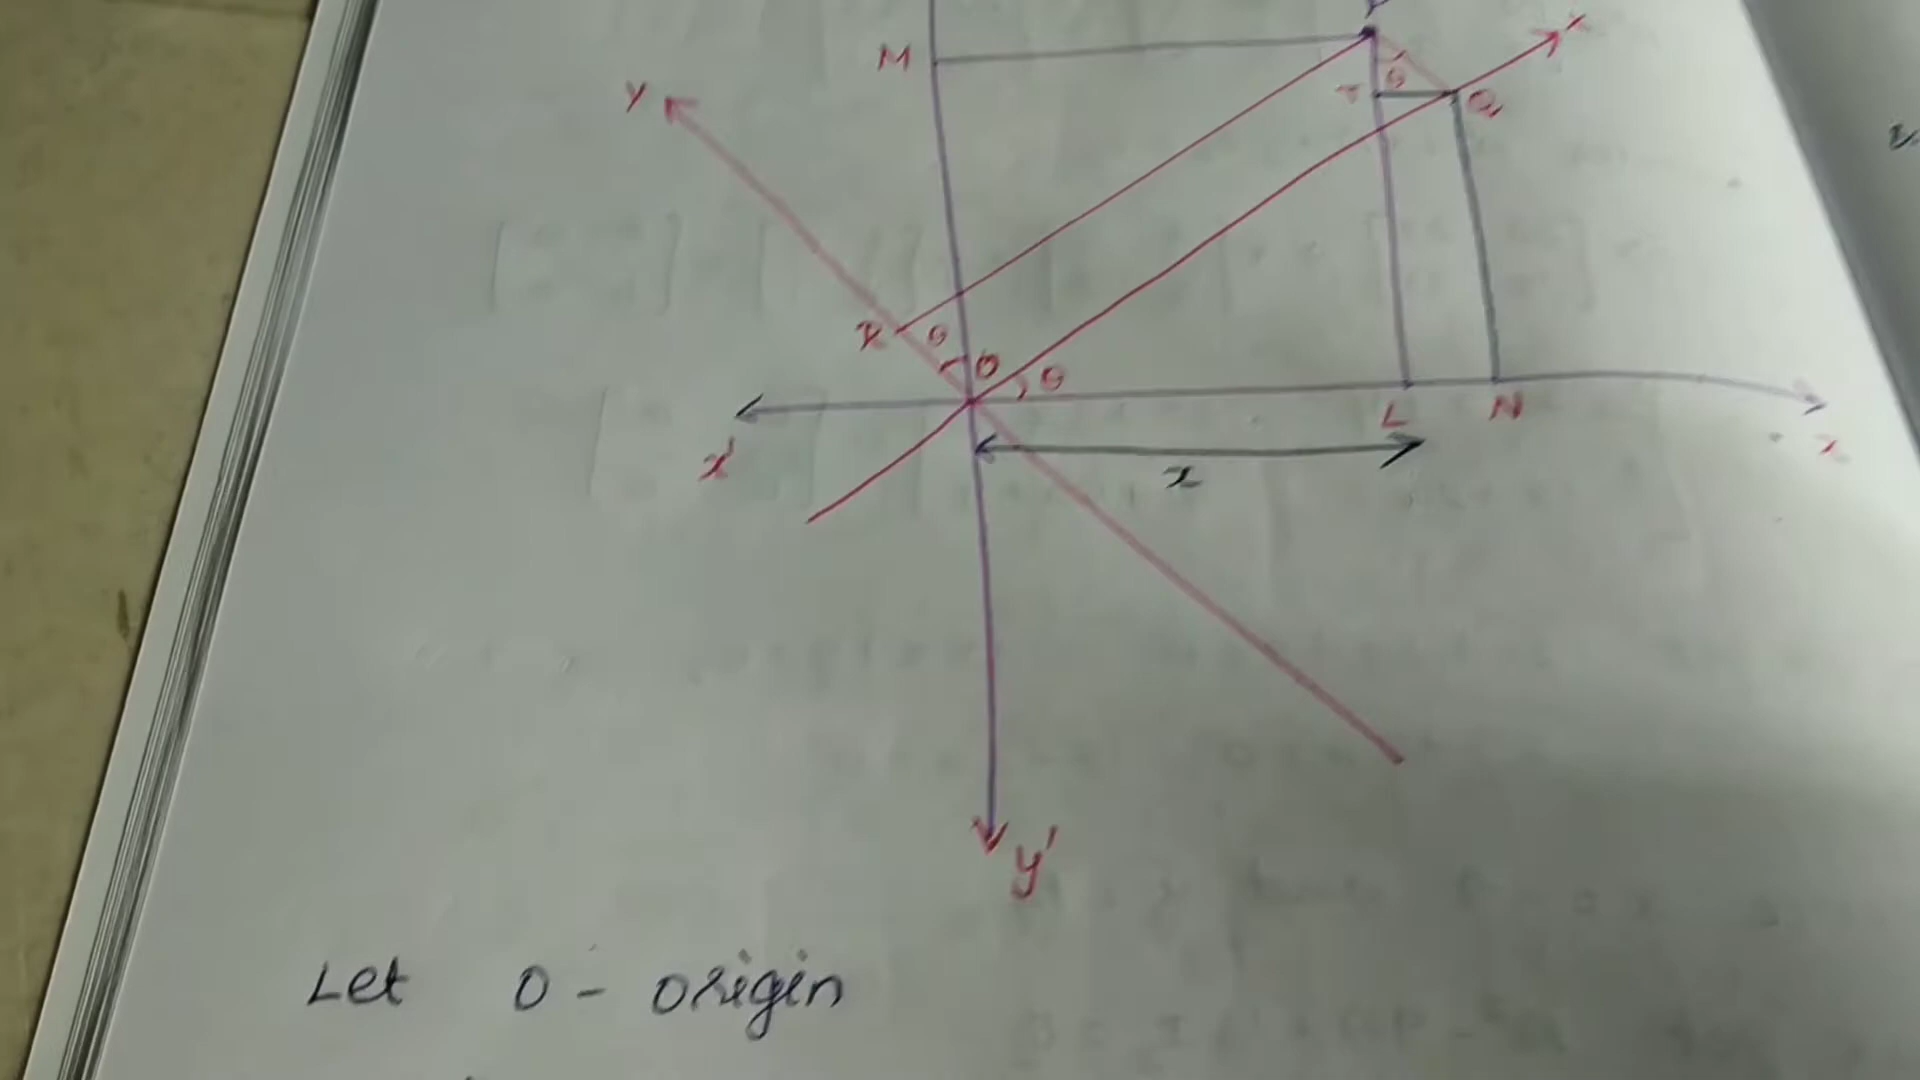 M
Y
X
θ
T
Q
R
θ
θ
θ
L
N
x'
x
x
y'
Let O - origin